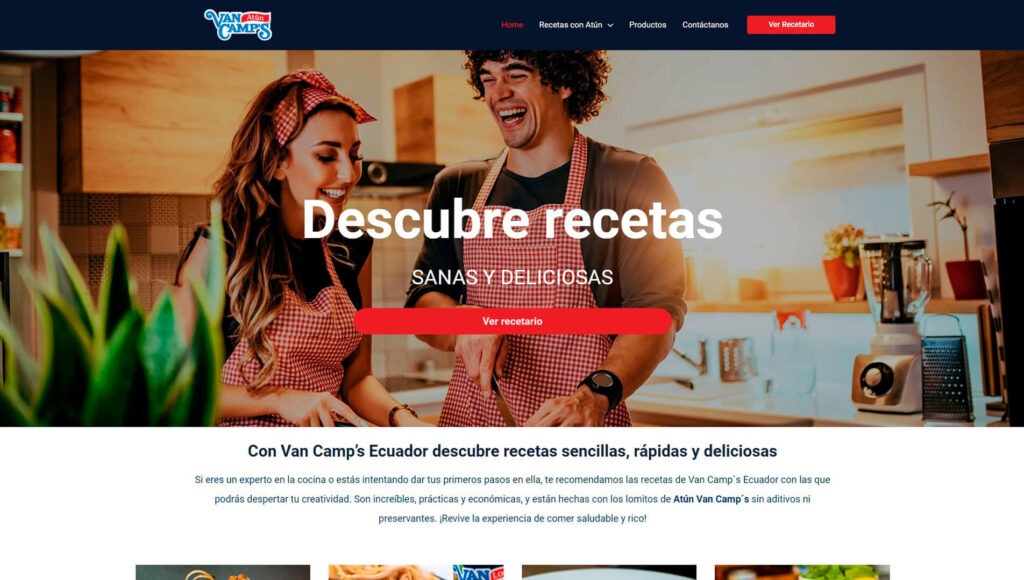 VAN Atún
CAMP'S
Home
Recetas con Atún
Productos
Contáctanos
Ver Recetario
Descubre recetas
SANAS Y DELICIOSAS
Ver recetario
Con Van Camp’s Ecuador descubre recetas sencillas, rápidas y deliciosas
Si eres un experto en la cocina o estás intentando dar tus primeros pasos en ella, te recomendamos las recetas de Van Camp´s Ecuador con las que
podrás despertar tu creatividad. Son increíbles, prácticas y económicas, y están hechas con los lomitos de Atún Van Camp´s sin aditivos ni
preservantes. ¡Revive la experiencia de comer saludable y rico!
VAN